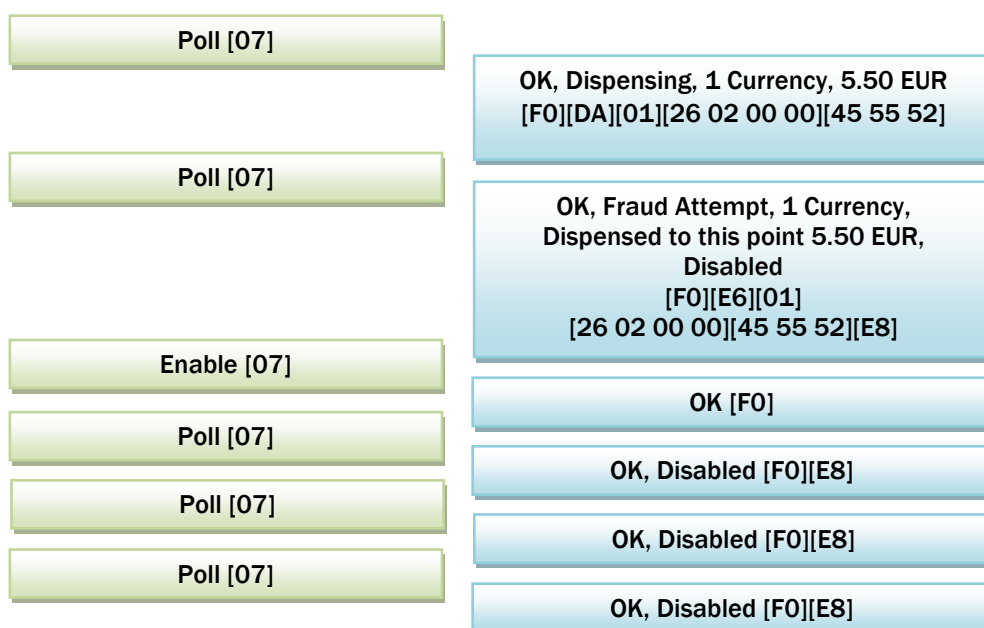 Poll [07]
OK, Dispensing, 1 Currency, 5.50 EUR
[F0][DA][01][26 02 00 00][45 55 52]
Poll [07]
OK, Fraud Attempt, 1 Currency,
Dispensed to this point 5.50 EUR,
Disabled
[F0][E6][01]
[26 02 00 00][45 55 52][E8]
Enable [07]
OK [F0]
Poll [07]
OK, Disabled [F0][E8]
Poll [07]
OK, Disabled [F0][E8]
Poll [07]
OK, Disabled [F0][E8]